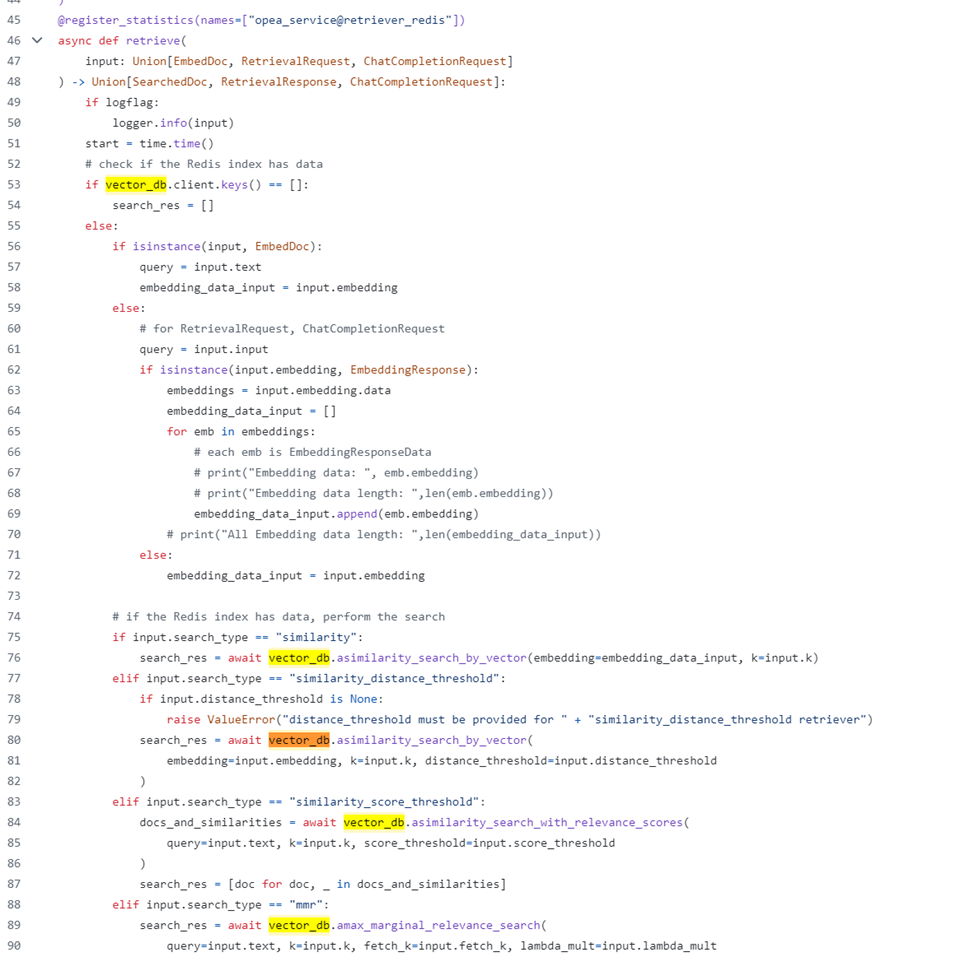 44 )
45 @register_statistics(names=["opea_service@retriever_redis"])
46 async def retrieve(
47     input: Union[EmbedDoc, RetrievalRequest, ChatCompletionRequest]
48 ) -> Union[SearchedDoc, RetrievalResponse, ChatCompletionRequest]:
49     if logflag:
50         logger.info(input)
51     start = time.time()
52     # check if the Redis index has data
53     if vector_db.client.keys() == []:
54         search_res = []
55     else:
56         if isinstance(input, EmbedDoc):
57             query = input.text
58             embedding_data_input = input.embedding
59         else:
60             # for RetrievalRequest, ChatCompletionRequest
61             query = input.input
62             if isinstance(input.embedding, EmbeddingResponse):
63                 embeddings = input.embedding.data
64                 embedding_data_input = []
65                 for emb in embeddings:
66                     # each emb is EmbeddingResponseData
67                     # print("Embedding data: ", emb.embedding)
68                     # print("Embedding data length: ",len(emb.embedding))
69                     embedding_data_input.append(emb.embedding)
70                 # print("All Embedding data length: ",len(embedding_data_input))
71             else:
72                 embedding_data_input = input.embedding
73
74         # if the Redis index has data, perform the search
75         if input.search_type == "similarity":
76             search_res = await vector_db.asimilarity_search_by_vector(embedding=embedding_data_input, k=input.k)
77         elif input.search_type == "similarity_distance_threshold":
78             if input.distance_threshold is None:
79                 raise ValueError("distance_threshold must be provided for " + "similarity_distance_threshold retriever")
80             search_res = await vector_db.asimilarity_search_by_vector(
81                 embedding=input.embedding, k=input.k, distance_threshold=input.distance_threshold
82             )
83         elif input.search_type == "similarity_score_threshold":
84             docs_and_similarities = await vector_db.asimilarity_search_with_relevance_scores(
85                 query=input.text, k=input.k, score_threshold=input.score_threshold
86             )
87             search_res = [doc for doc, _ in docs_and_similarities]
88         elif input.search_type == "mmr":
89             search_res = await vector_db.amax_marginal_relevance_search(
90                 query=input.text, k=input.k, fetch_k=input.fetch_k, lambda_mult=input.lambda_mult